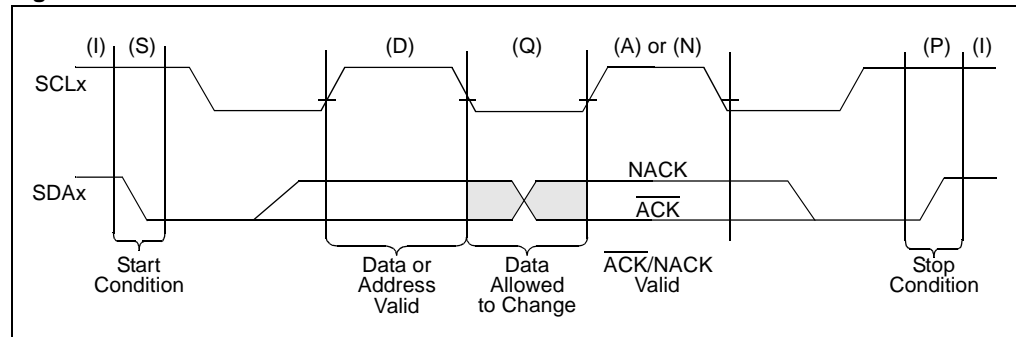 (I) (S) (D) (Q) (A) or (N) (P) (I)
SCLx
NACK
SDAx
ACK
Start
Condition
Data or
Address
Valid
Data
Allowed
to Change
ACK/NACK
Valid
Stop
Condition